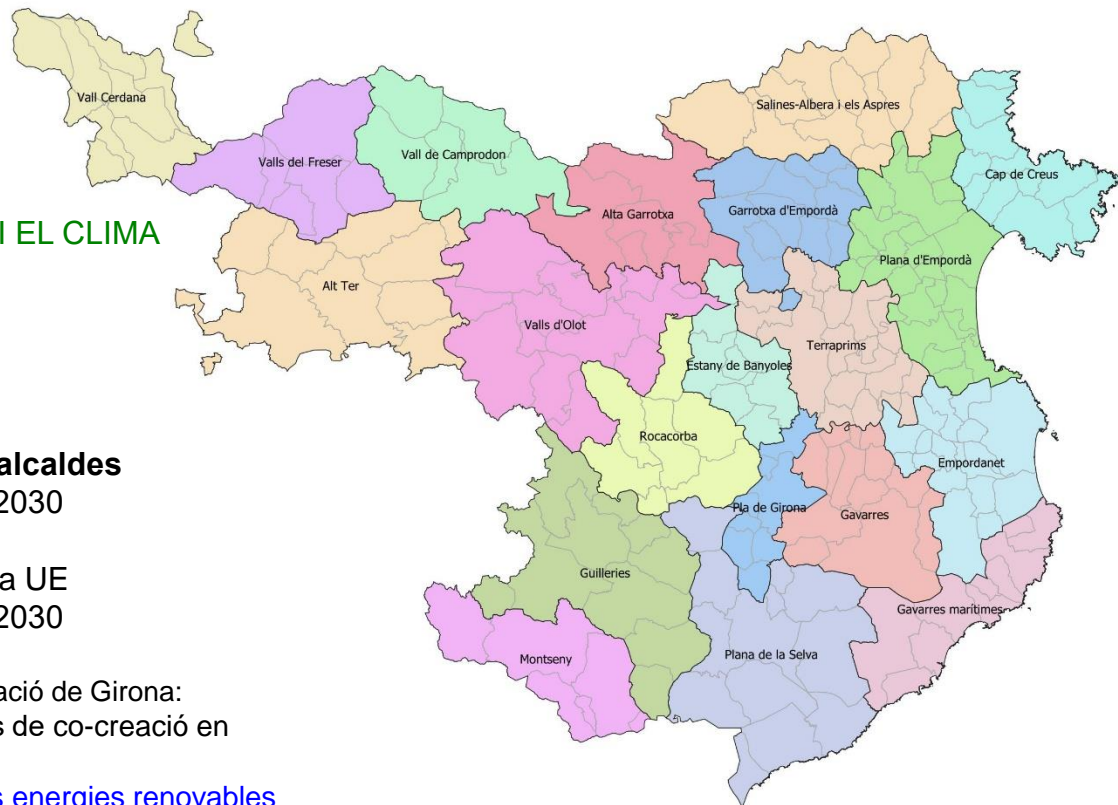 I EL CLIMA
alcaldes
2030
a UE
2030
ació de Girona:
s de co-creació en
s energies renovables
Vall Cerdana
Valls del Freser
Vall de Camprodon
Salines-Albera i els Aspres
Cap de Creus
Alta Garrotxa
Garrotxa d'Empordà
Plana d'Empordà
Alt Ter
Valls d'Olot
Terraprims
Estany de Banyoles
Rocacorba
Empordanet
Pla de Girona
Gavarres
Guilleries
Gavarres marítimes
Montseny
Plana de la Selva